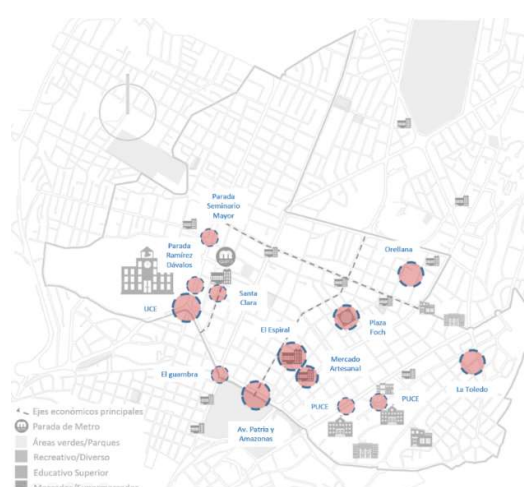 Parada
Seminario
Mayor
Parada
Ramírez
Dávalos
Orellana
UCE
Santa
Clara
El Espiral
Plaza
Foch
Mercado
Artesanal
El guambra
La Toledo
PUCE
PUCE
Av. Patria y
Amazonas
Ejes económicos principales
Parada de Metro
Áreas verdes/Parques
Recreativo/Diverso
Educativo Superior